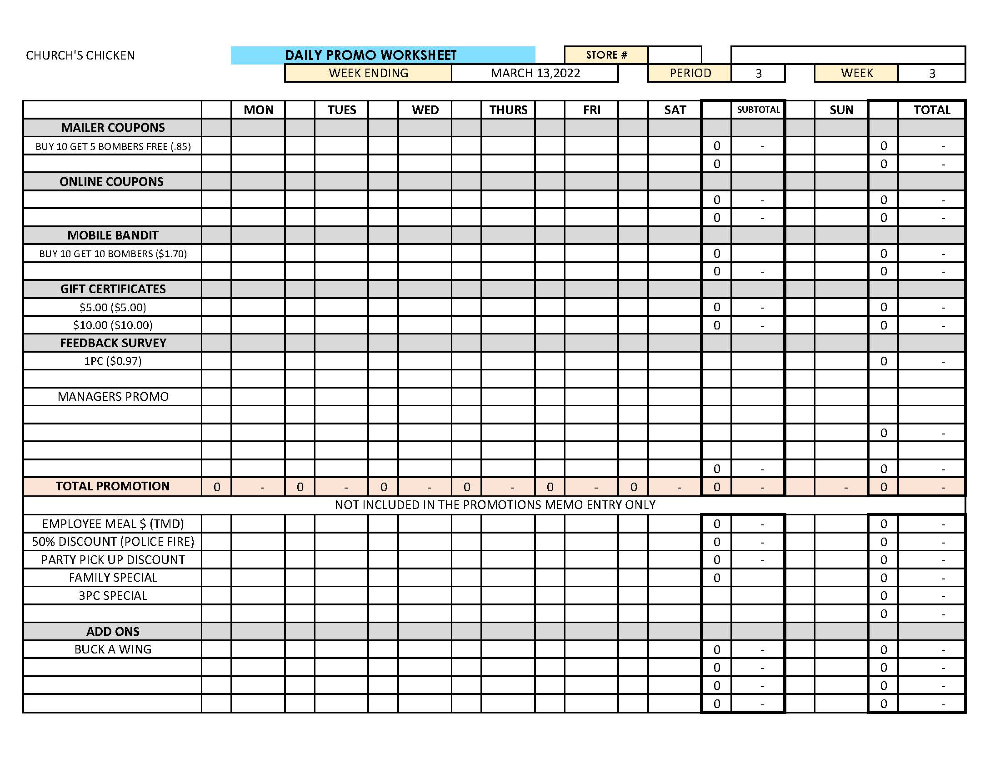 CHURCH'S CHICKEN DAILY PROMO WORKSHEET STORE #
WEEK ENDING MARCH 13,2022 PERIOD 3 WEEK 3
MON TUES WED THURS FRI SAT SUBTOTAL SUN TOTAL
MAILER COUPONS
BUY 10 GET 5 BOMBERS FREE (.85) 0 - 0 -
0 0 -
ONLINE COUPONS
0 - 0 -
0 - 0 -
MOBILE BANDIT
BUY 10 GET 10 BOMBERS ($1.70) 0 0 -
0 - 0 -
GIFT CERTIFICATES
$5.00 ($5.00) 0 - 0 -
$10.00 ($10.00) 0 - 0 -
FEEDBACK SURVEY
1PC ($0.97) 0 -
MANAGERS PROMO
0 -
0 - 0 -
TOTAL PROMOTION 0 - 0 - 0 - 0 - 0 - 0 - 0 - - 0 -
NOT INCLUDED IN THE PROMOTIONS MEMO ENTRY ONLY
EMPLOYEE MEAL $ (TMD) 0 - 0 -
50% DISCOUNT (POLICE FIRE) 0 - 0 -
PARTY PICK UP DISCOUNT 0 - 0 -
FAMILY SPECIAL 0 0 -
3PC SPECIAL 0 -
0 -
ADD ONS
BUCK A WING 0 - 0 -
0 - 0 -
0 - 0 -
0 - 0 -